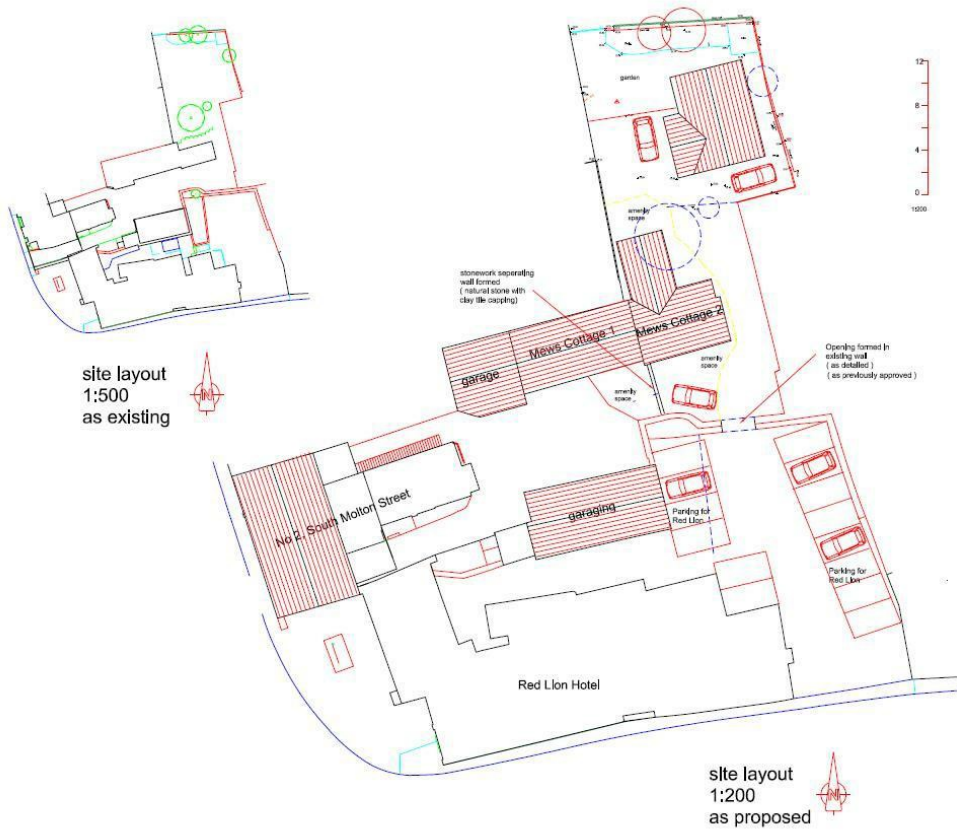 site layout
1:500
as existing
N
garden
12
8
6
4
2
0
1:200
amenity
space
stonework seperating
wall formed
( natural stone with
clay tile capping)
Mews Cottage 1
Mews Cottage 2
garage
amenity
space
amenity
space
Opening formed in
existing wall
( as detailed )
( as previously approved )
No 2, South Molton Street
garaging
Parking for
Red Lion
Parking for
Red Lion
Red Lion Hotel
site layout
1:200
as proposed
N